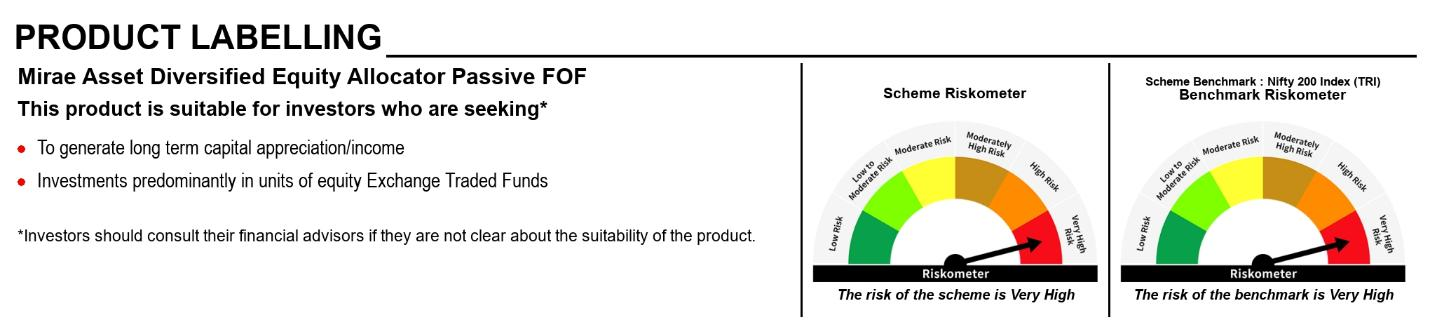 PRODUCT LABELLING
Mirae Asset Diversified Equity Allocator Passive FOF
This product is suitable for investors who are seeking*
To generate long term capital appreciation/income
Investments predominantly in units of equity Exchange Traded Funds
*Investors should consult their financial advisors if they are not clear about the suitability of the product.
Scheme Riskometer
Low Risk
Low to
Moderate Risk
Moderate Risk
Moderately
High Risk
High Risk
Very High
Risk
Riskometer
The risk of the scheme is Very High
Scheme Benchmark : Nifty 200 Index (TRI)
Benchmark Riskometer
Low Risk
Low to
Moderate Risk
Moderate Risk
Moderately
High Risk
High Risk
Very High
Risk
Riskometer
The risk of the benchmark is Very High